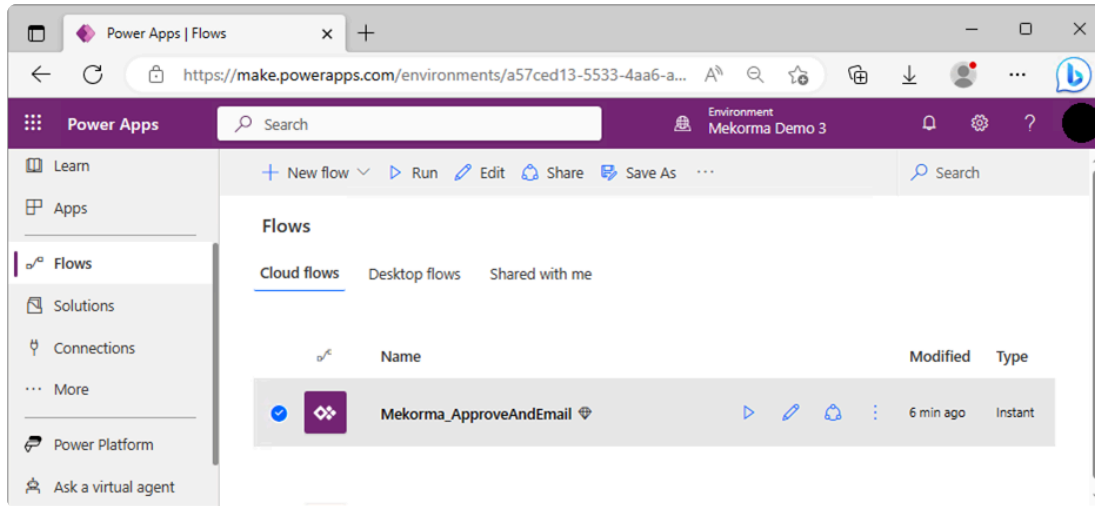 Power Apps | Flows
https://make.powerapps.com/environments/a57ced13-5533-4aa6-a...
Power Apps
Search
Environment
Mekorma Demo 3
?
Learn
New flow
Run
Edit
Share
Save As
...
Search
Apps
Flows
Flows
Cloud flows
Desktop flows
Shared with me
Solutions
Connections
More
Power Platform
Ask a virtual agent
Name
Modified
Type
Mekorma_ApproveAndEmail
6 min ago
Instant